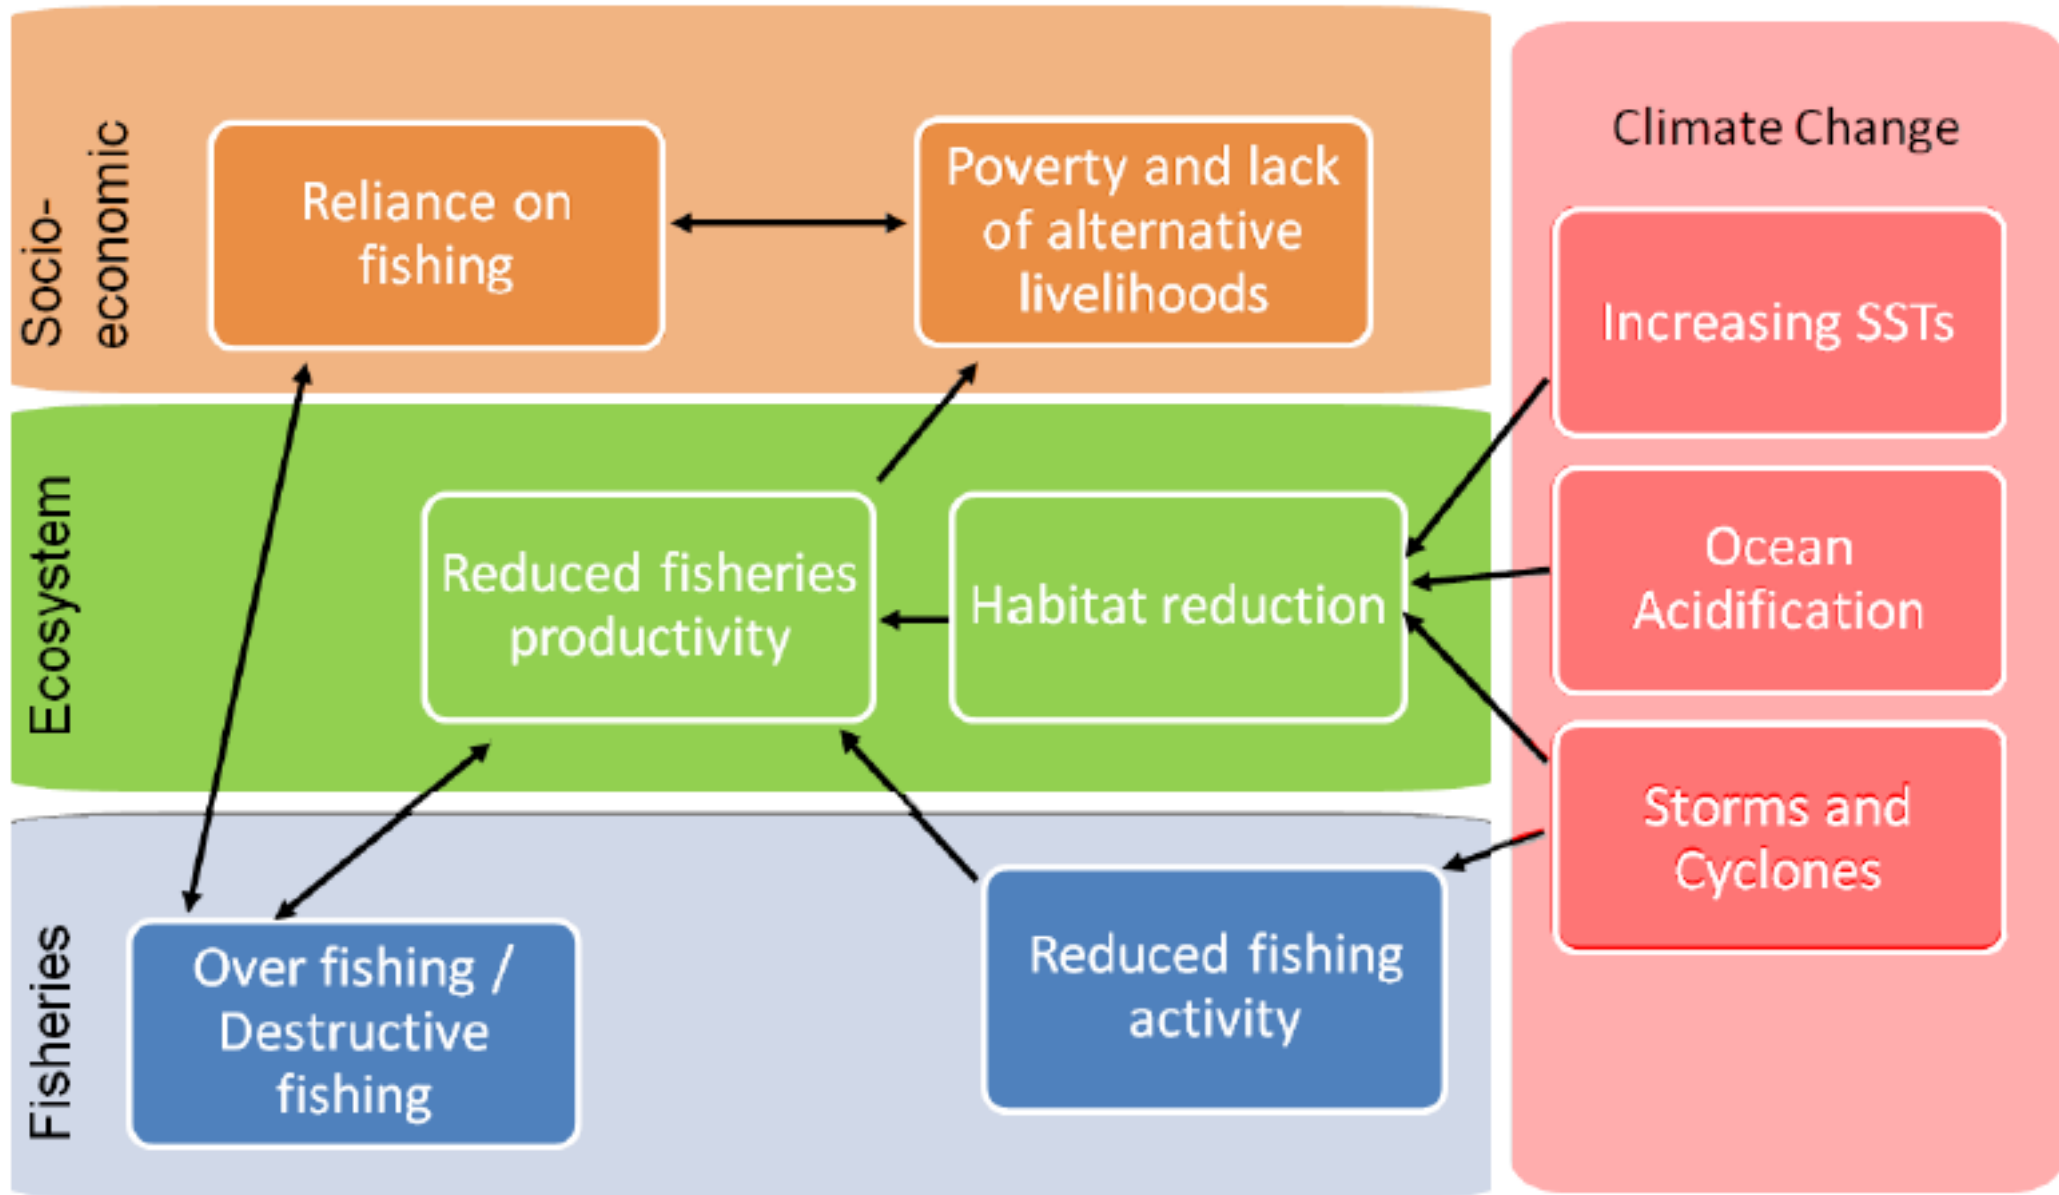 Socio-
economic
Reliance on
fishing
Poverty and lack
of alternative
livelihoods
Climate Change
Increasing SSTs
Ecosystem
Reduced fisheries
productivity
Habitat reduction
Ocean
Acidification
Storms and
Cyclones
Fisheries
Over fishing /
Destructive
fishing
Reduced fishing
activity